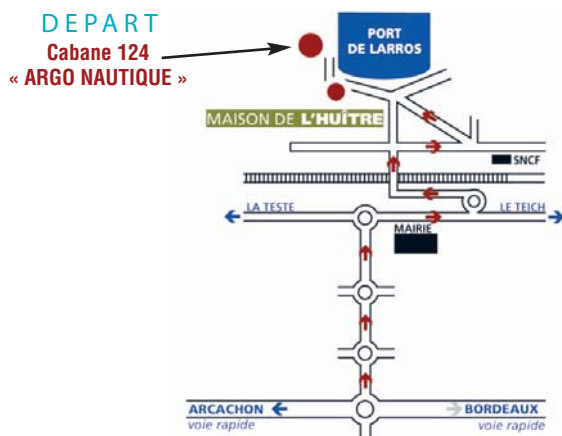 DEPART
Cabane 124
« ARGO NAUTIQUE »
PORT
DE LARROS
MAISON DE L'HUÎTRE
SNCF
LA TESTE
LE TEICH
MAIRIE
ARCACHON
voie rapide
BORDEAUX
voie rapide